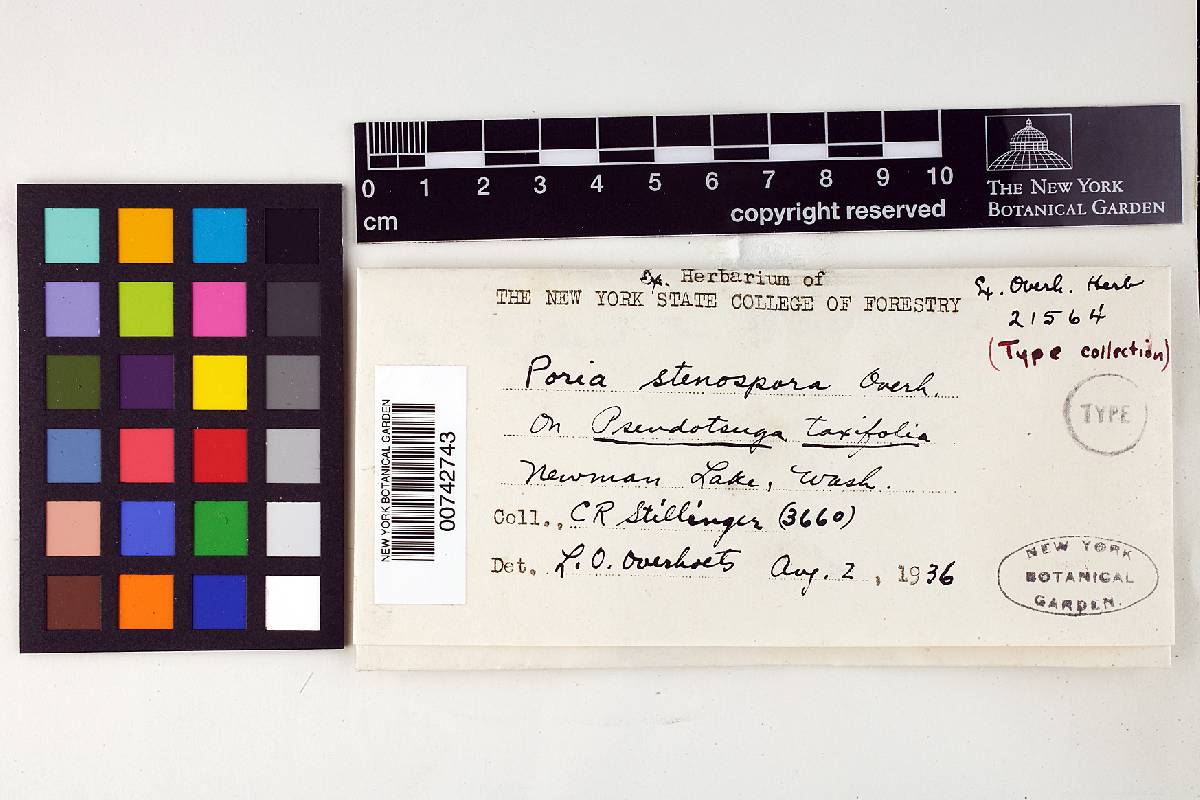 0 1 2 3 4 5 6 7 8 9 10
cm
copyright reserved
THE NEW YORK
BOTANICAL GARDEN
Ex. Herbarium of
THE NEW YORK STATE COLLEGE OF FORESTRY
Ex. Overh. Herb
21564
(Type collection)
TYPE
Poria stenospora Overh.
On Pseudotsuga taxifolia
Newman Lake, Wash.
Coll., CR Stillinger (3660)
Det. L.O. Overholts Aug. 2, 1936
NEW YORK
BOTANICAL
GARDEN.
NEW YORK BOTANICAL GARDEN
00742743